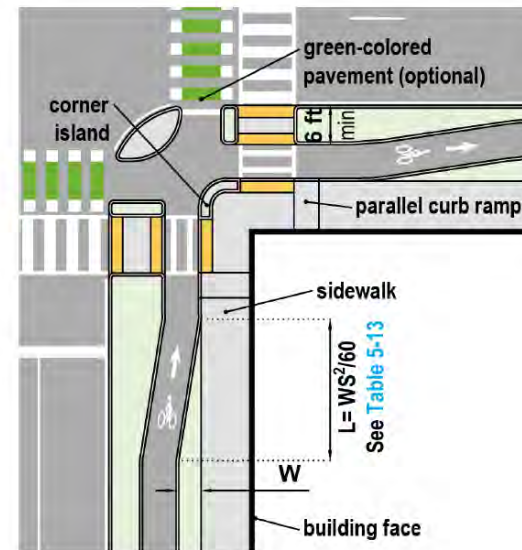 green-colored
pavement (optional)
corner
island
6 ft
min
parallel curb ramp
sidewalk
L= WS²/60
See Table 5-13
W
building face